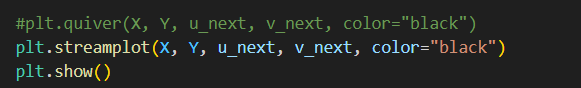 #plt.quiver(X, Y, u_next, v_next, color="black")
plt.streamplot(X, Y, u_next, v_next, color="black")
plt.show()